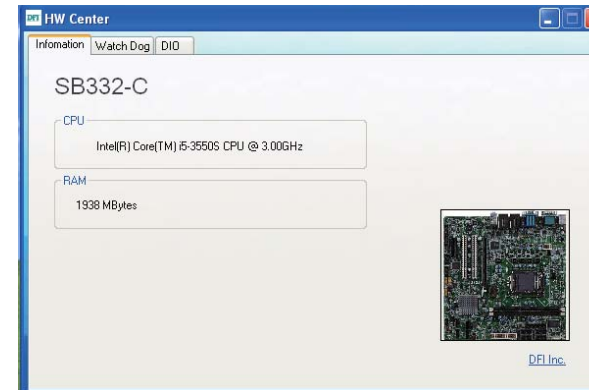 DFI HW Center
Infomation Watch Dog DIO
SB332-C
CPU
Intel(R) Core(TM) i5-3550S CPU @ 3.00GHz
RAM
1938 MBytes
DFI Inc.